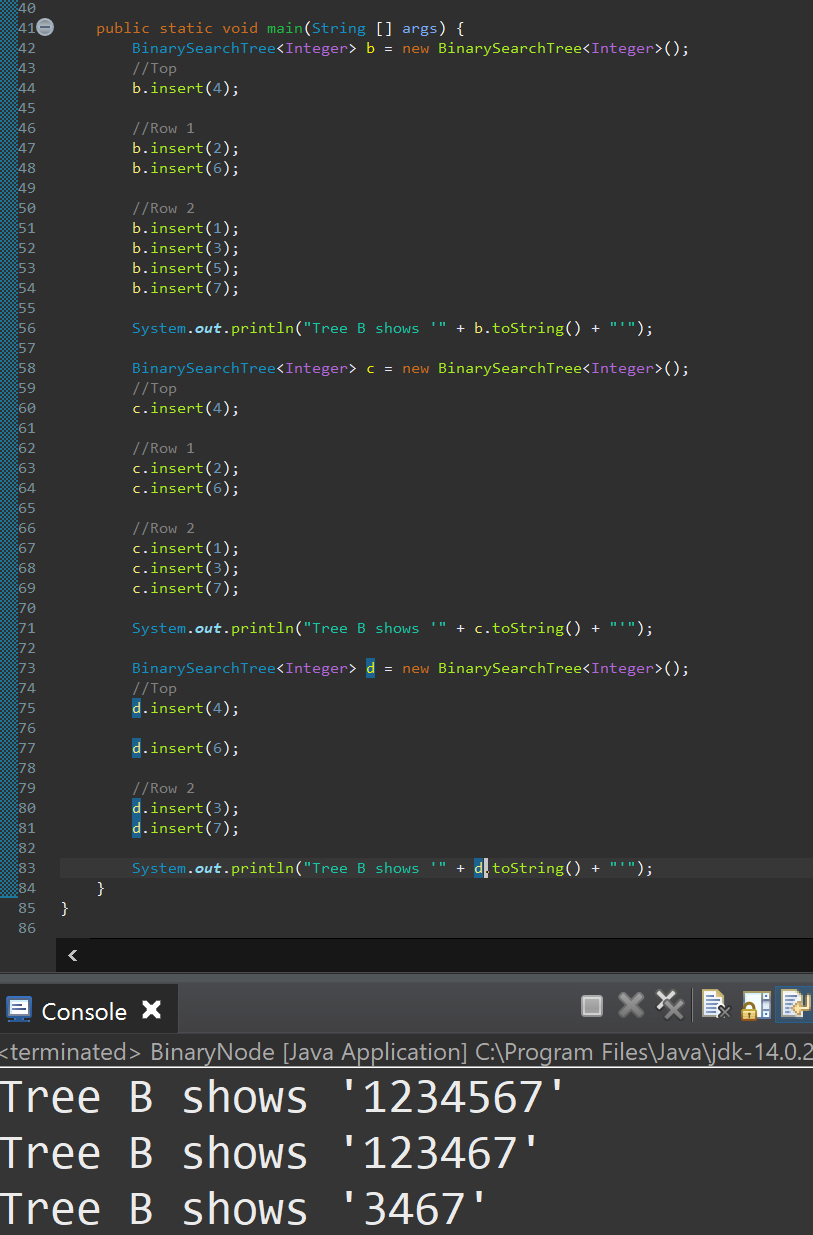 40
41 public static void main(String [] args) {
42 BinarySearchTree<Integer> b = new BinarySearchTree<Integer>();
43 //Top
44 b.insert(4);
45
46 //Row 1
47 b.insert(2);
48 b.insert(6);
49
50 //Row 2
51 b.insert(1);
52 b.insert(3);
53 b.insert(5);
54 b.insert(7);
55
56 System.out.println("Tree B shows '" + b.toString() + "'");
57
58 BinarySearchTree<Integer> c = new BinarySearchTree<Integer>();
59 //Top
60 c.insert(4);
61
62 //Row 1
63 c.insert(2);
64 c.insert(6);
65
66 //Row 2
67 c.insert(1);
68 c.insert(3);
69 c.insert(7);
70
71 System.out.println("Tree B shows '" + c.toString() + "'");
72
73 BinarySearchTree<Integer> d = new BinarySearchTree<Integer>();
74 //Top
75 d.insert(4);
76
77 d.insert(6);
78
79 //Row 2
80 d.insert(3);
81 d.insert(7);
82
83 System.out.println("Tree B shows '" + d.toString() + "'");
84 }
85 }
86
Console
<terminated> BinaryNode [Java Application] C:\Program Files\Java\jdk-14.0.2
Tree B shows '1234567'
Tree B shows '123467'
Tree B shows '3467'